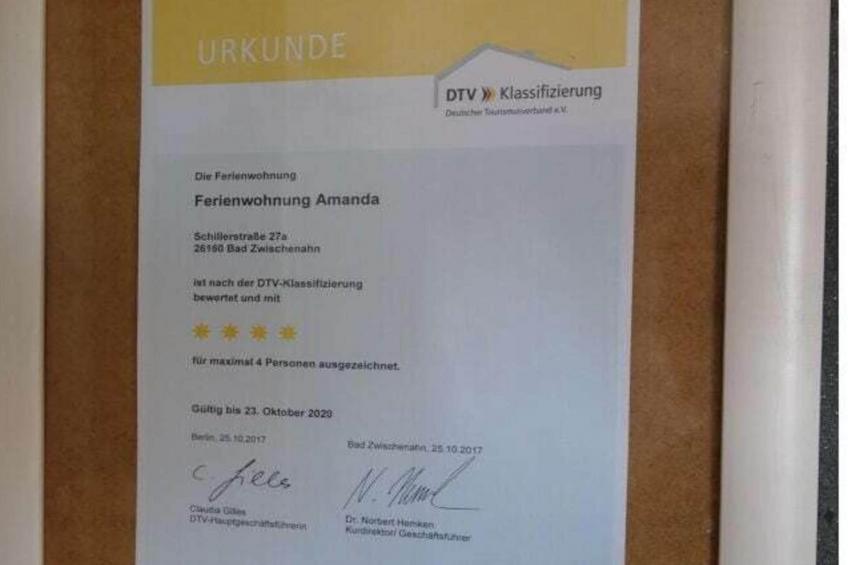 URKUNDE
DTV Klassifizierung
Deutscher Tourismusverband e.V.
Die Ferienwohnung
Ferienwohnung Amanda
Schillerstraße 27a
26160 Bad Zwischenahn
ist nach der DTV-Klassifizierung
bewertet und mit
für maximal 4 Personen ausgezeichnet.
Gültig bis 23. Oktober 2020
Berlin, 25.10.2017
Bad Zwischenahn, 25.10.2017
C. Gilles
N. Hemken
Claudia Gilles
DTV-Hauptgeschäftsführerin
Dr. Norbert Hemken
Kurdirektor/ Geschäftsführer